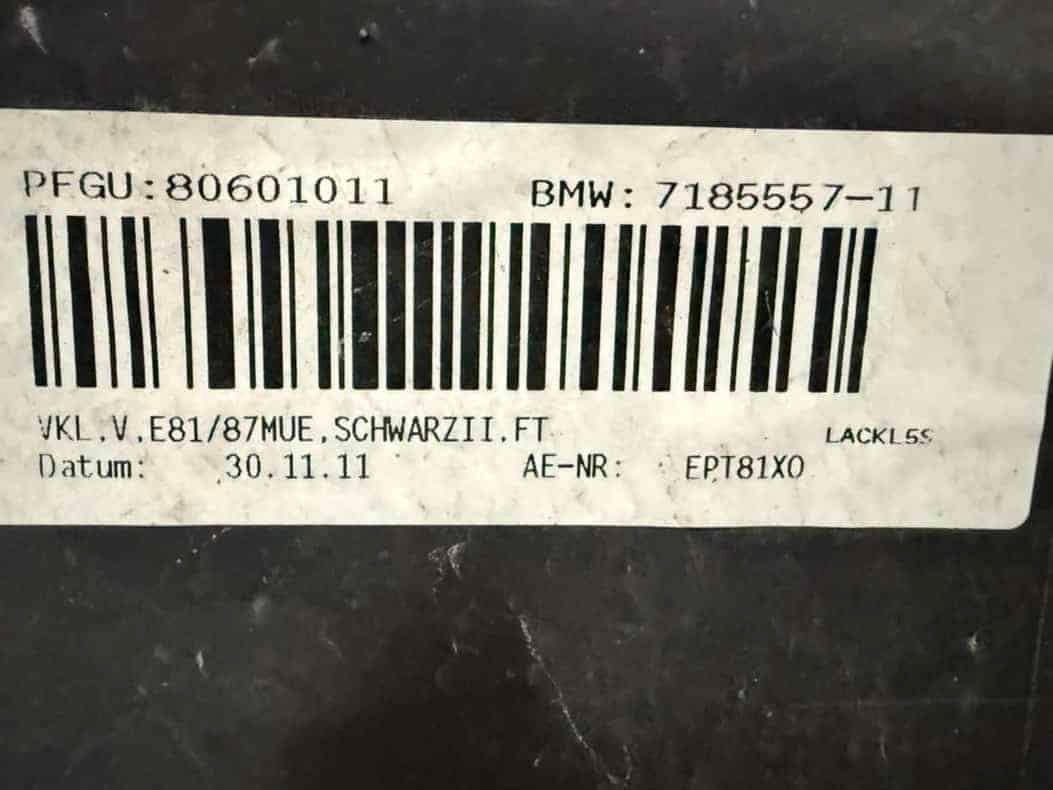 PFGU:80601011 BMW: 7185557-11
VKL.V.E81/87MUE,SCHWARZII.FT LACKL5S
Datum: 30.11.11 AE-NR: EPT81X0